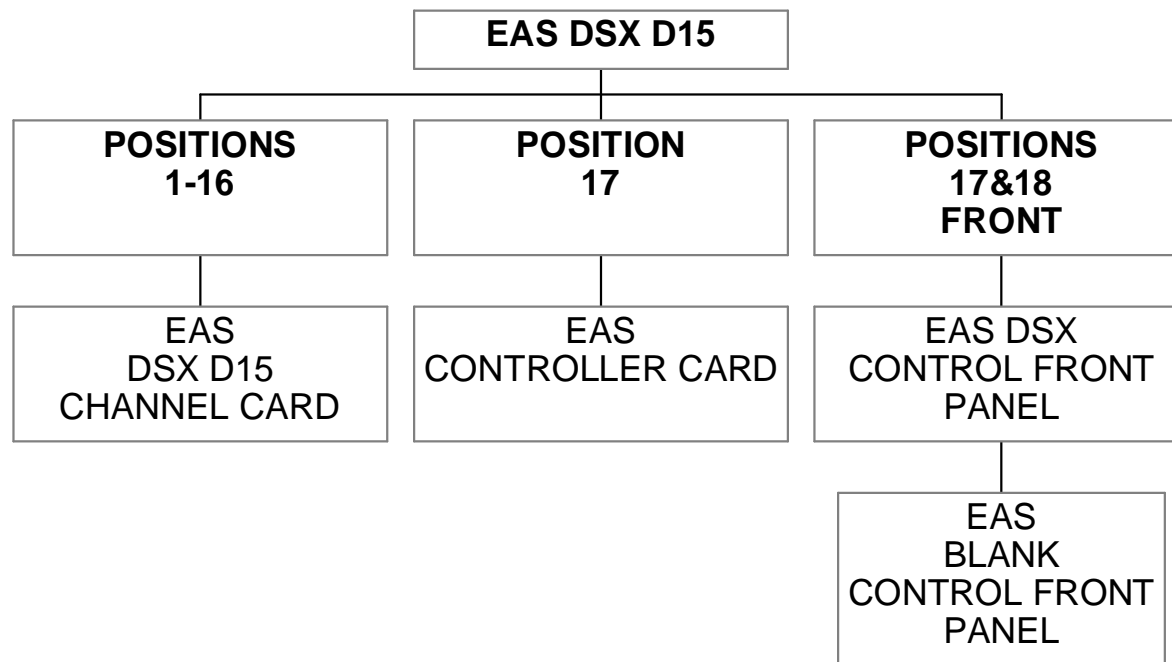 EAS DSX D15
POSITIONS
1-16
POSITION
17
POSITIONS
17&18
FRONT
EAS
DSX D15
CHANNEL CARD
EAS
CONTROLLER CARD
EAS DSX
CONTROL FRONT
PANEL
EAS
BLANK
CONTROL FRONT
PANEL